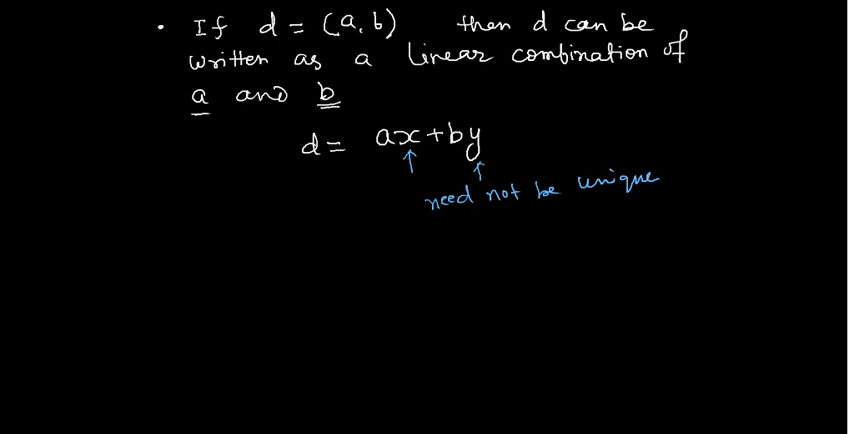 • If d = (a, b) then d can be
written as a linear combination of
a and b
d = ax + by
need not be unique